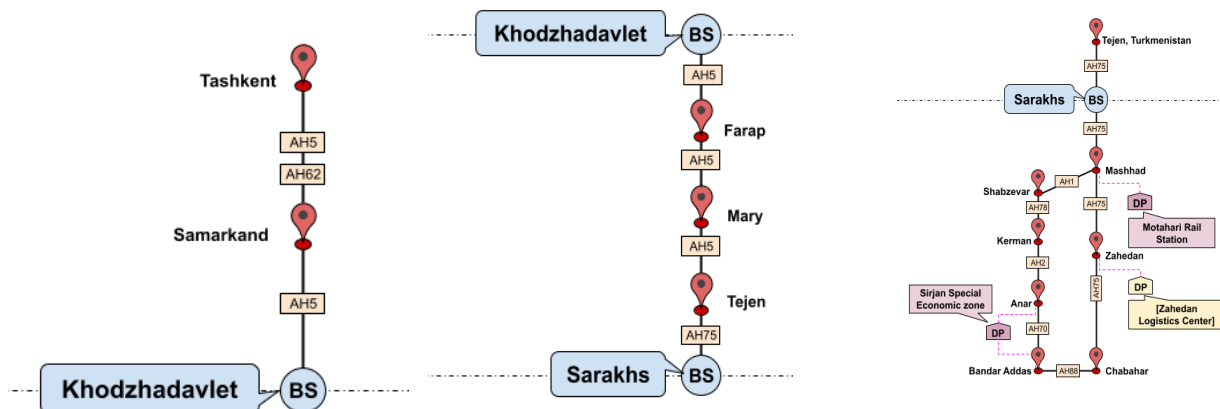 Tashkent
AH5
AH62
Samarkand
AH5
Khodzhadavlet
BS
Khodzhadavlet
BS
AH5
Farap
AH5
Mary
AH5
Tejen
AH75
Sarakhs
BS
Tejen, Turkmenistan
AH75
Sarakhs
BS
AH75
Mashhad
AH1
Shabzevar
DP
AH78
AH75
Motahari Rail
Station
Kerman
Zahedan
AH2
DP
AH75
Sirjan Special
Economic zone
Anar
[Zahedan
Logistics Center]
DP
AH70
Bandar Addas
AH88
Chabahar